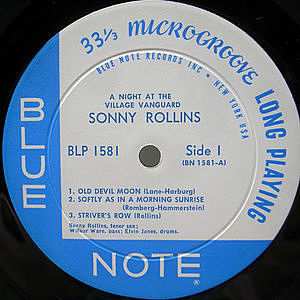 33 1/3 MICROGROOVE LONG PLAYING
BLUE NOTE RECORDS INC • NEW YORK USA
A NIGHT AT THE
VILLAGE VANGUARD
SONNY ROLLINS
BLP 1581
Side 1
(BN 1581-A)
1. OLD DEVIL MOON (Lane-Harburg)
2. SOFTLY AS IN A MORNING SUNRISE
(Romberg-Hammerstein)
3. STRIVER'S ROW (Rollins)
Sonny Rollins, tenor sax;
Wilbur Ware, bass; Elvin Jones, drums.
BLUE
NOTE ®